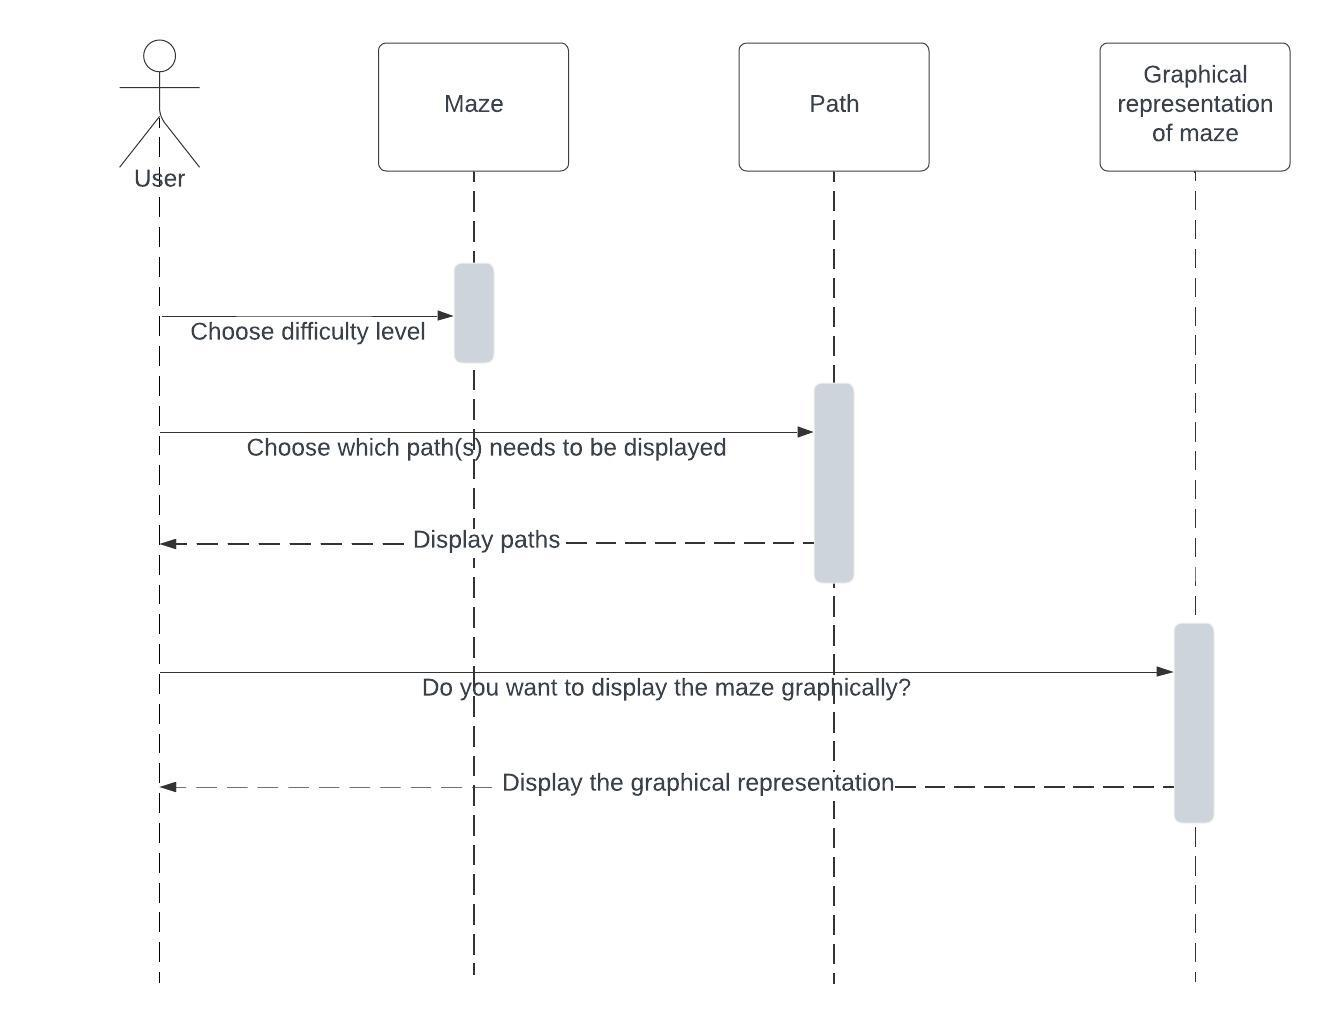 Maze
Path
Graphical
representation
of maze
User
Choose difficulty level
Choose which path(s) needs to be displayed
Display paths
Do you want to display the maze graphically?
Display the graphical representation